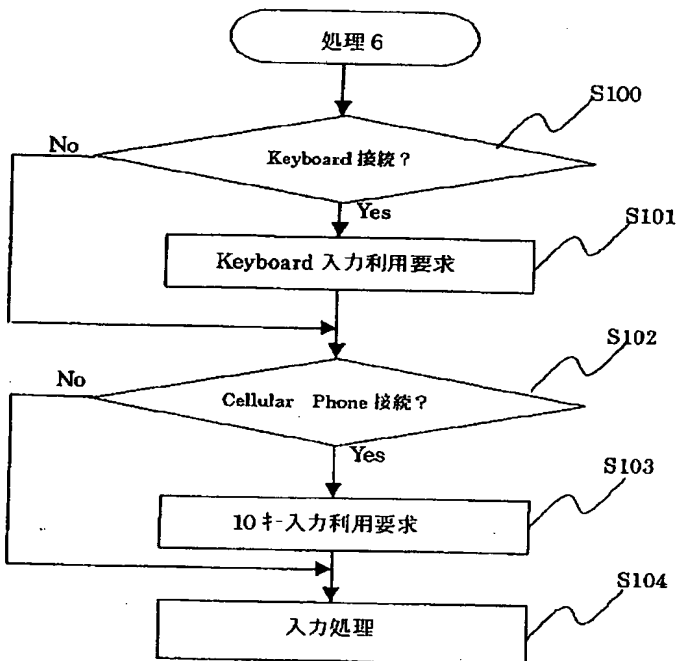 処理6
S100
No
Keyboard 接続?
Yes
S101
Keyboard 入力利用要求
S102
No
Cellular Phone 接続?
Yes
S103
10キー入力利用要求
S104
入力処理